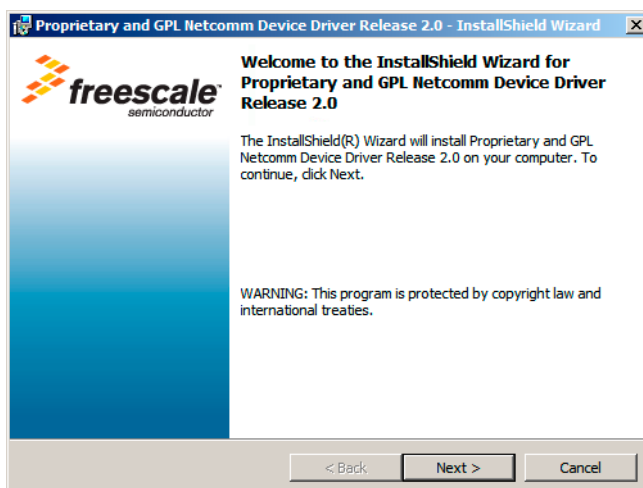 Proprietary and GPL Netcomm Device Driver Release 2.0 - InstallShield Wizard
freescale
semiconductor
Welcome to the InstallShield Wizard for
Proprietary and GPL Netcomm Device Driver
Release 2.0
The InstallShield(R) Wizard will install Proprietary and GPL
Netcomm Device Driver Release 2.0 on your computer. To
continue, click Next.
WARNING: This program is protected by copyright law and
international treaties.
< Back
Next >
Cancel